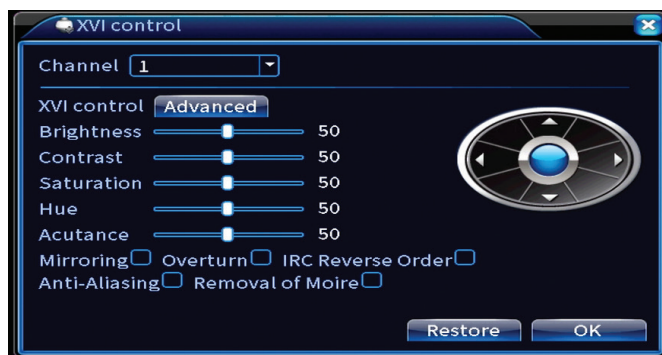 XVI control
Channel 1
XVI control Advanced
Brightness 50
Contrast 50
Saturation 50
Hue 50
Acutance 50
Mirroring Overturn IRC Reverse Order
Anti-Aliasing Removal of Moire
Restore OK